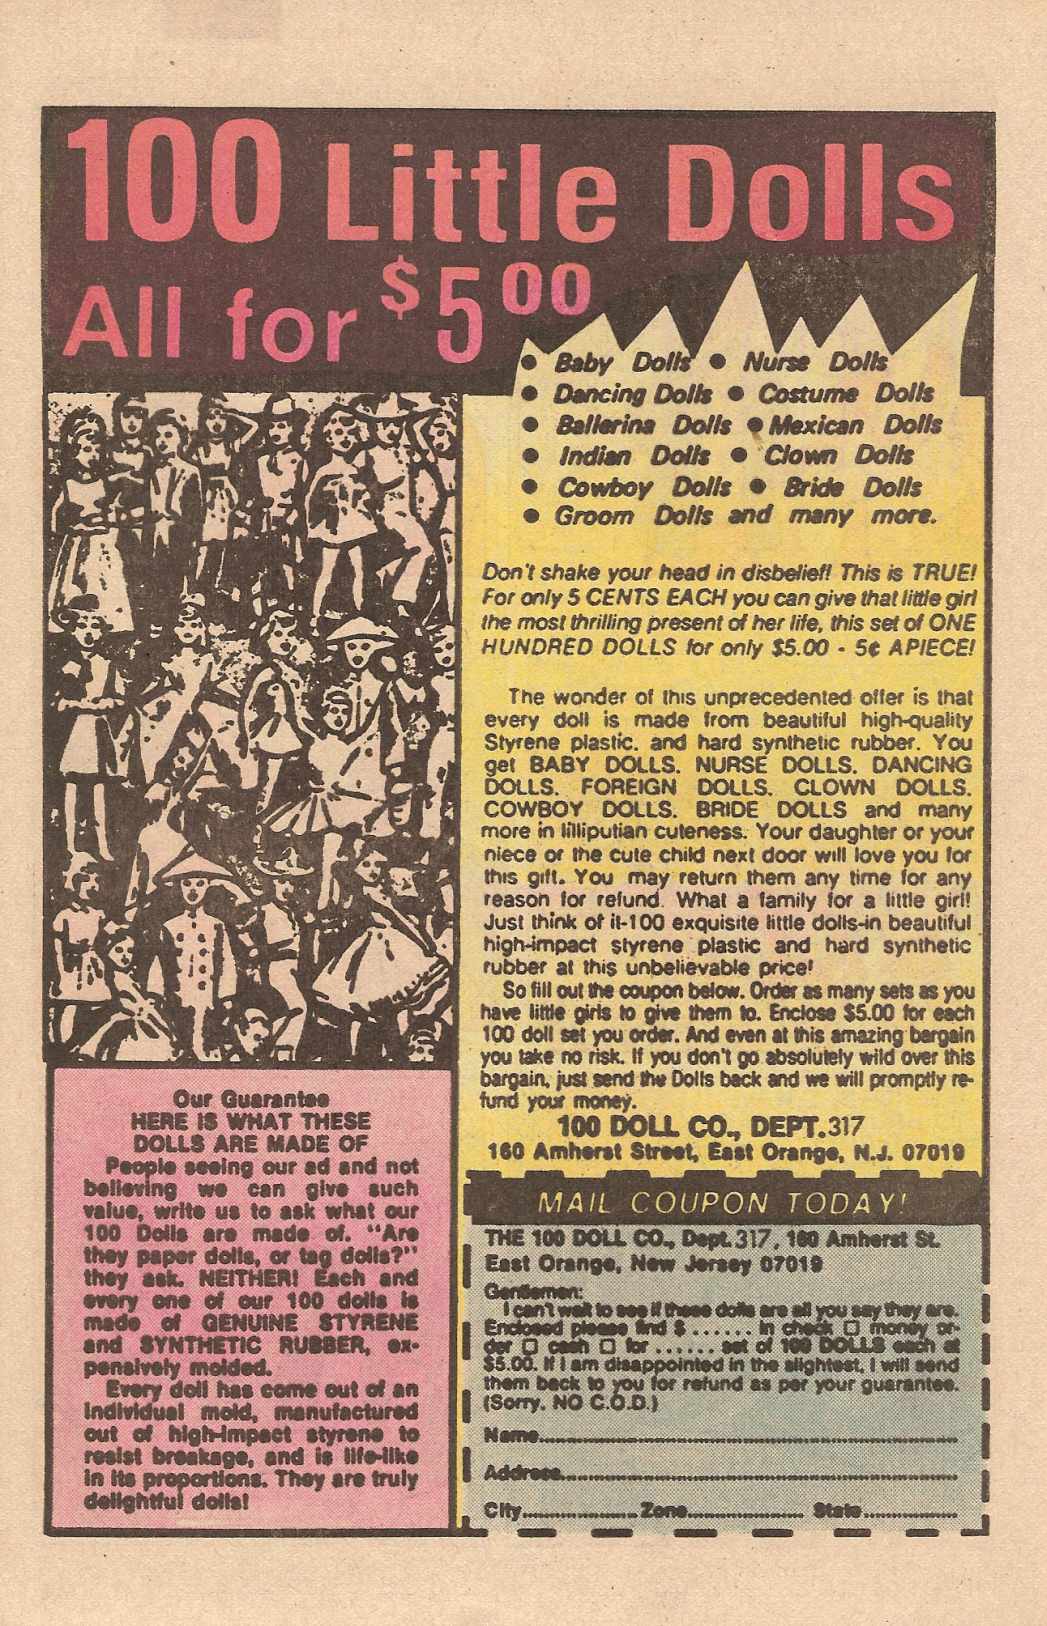 100 Little Dolls
All for $5 00
• Baby Dolls • Nurse Dolls
• Dancing Dolls • Costume Dolls
• Ballerina Dolls • Mexican Dolls
• Indian Dolls • Clown Dolls
• Cowboy Dolls • Bride Dolls
• Groom Dolls and many more.
Don't shake your head in disbelief! This is TRUE!
For only 5 CENTS EACH you can give that little girl
the most thrilling present of her life, this set of ONE
HUNDRED DOLLS for only $5.00 - 5¢ APIECE!
The wonder of this unprecedented offer is that
every doll is made from beautiful high-quality
Styrene plastic. and hard synthetic rubber. You
get BABY DOLLS. NURSE DOLLS. DANCING
DOLLS. FOREIGN DOLLS. CLOWN DOLLS.
COWBOY DOLLS. BRIDE DOLLS and many
more in lilliputian cuteness. Your daughter or your
niece or the cute child next door will love you for
this gift. You may return them any time for any
reason for refund. What a family for a little girl!
Just think of it-100 exquisite little dolls-in beautiful
high-impact styrene plastic and hard synthetic
rubber at this unbelievable price!
So fill out the coupon below. Order as many sets as you
have little girls to give them to. Enclose $5.00 for each
100 doll set you order. And even at this amazing bargain
you take no risk. If you don't go absolutely wild over this
bargain, just send the Dolls back and we will promptly re-
fund your money.
100 DOLL CO., DEPT.317
160 Amherst Street, East Orange, N.J. 07019
Our Guarantee
HERE IS WHAT THESE
DOLLS ARE MADE OF
People seeing our ad and not
believing we can give such
value, write us to ask what our
100 Dolls are made of. "Are
they paper dolls, or tag dolls?"
they ask. NEITHER! Each and
every one of our 100 dolls is
made of GENUINE STYRENE
and SYNTHETIC RUBBER, ex-
pensively molded.
Every doll has come out of an
individual mold, manufactured
out of high-impact styrene to
resist breakage, and is life-like
in its proportions. They are truly
delightful dolls!
MAIL COUPON TODAY!
THE 100 DOLL CO., Dept.317, 160 Amherst St.
East Orange, New Jersey 07019
Gentlemen:
I can't wait to see if these dolls are all you say they are.
Enclosed please find $ ...... in check □ money or-
der □ cash □ for ...... set of 100 DOLLS each at
$5.00. If I am disappointed in the slightest, I will send
them back to you for refund as per your guarantee.
(Sorry. NO C.O.D.)
Name
Address
City Zone State